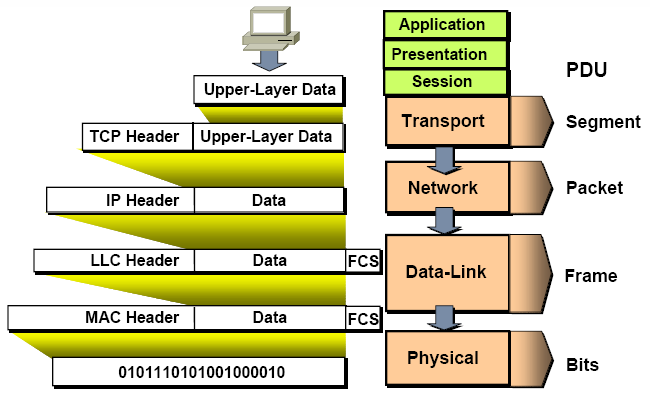 Application
Presentation
Session
PDU
Upper-Layer Data
TCP Header Upper-Layer Data
Transport
Segment
IP Header Data
Network
Packet
LLC Header Data FCS
Data-Link
Frame
MAC Header Data FCS
Physical
Bits
0101110101001000010